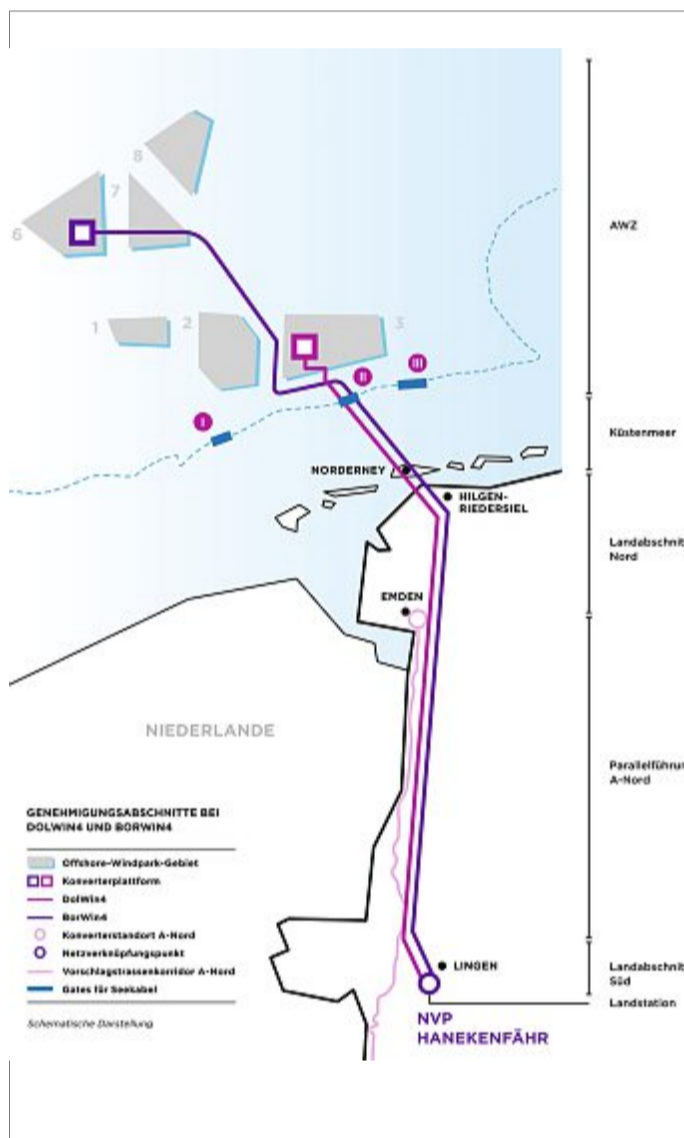 8
7
6
1
2
3
I
II
III
AWZ
Küstenmeer
NORDERNEY
HILGEN-
RIEDERSIEL
Landabschnit
Nord
EMDEN
NIEDERLANDE
Parallelführun
A-Nord
GENEHMIGUNGSABSCHNITTE BEI
DOLWIN4 UND BORWIN4
Offshore-Windpark-Gebiet
Konverterplattform
DolWin4
BorWin4
Konverterstandort A-Nord
Netzverknüpfungspunkt
Vorschlagstrassenkorridor A-Nord
Gates für Seekabel
Schematische Darstellung
LINGEN
Landabschnit
Süd
Landstation
NVP
HANEKENFÄHR